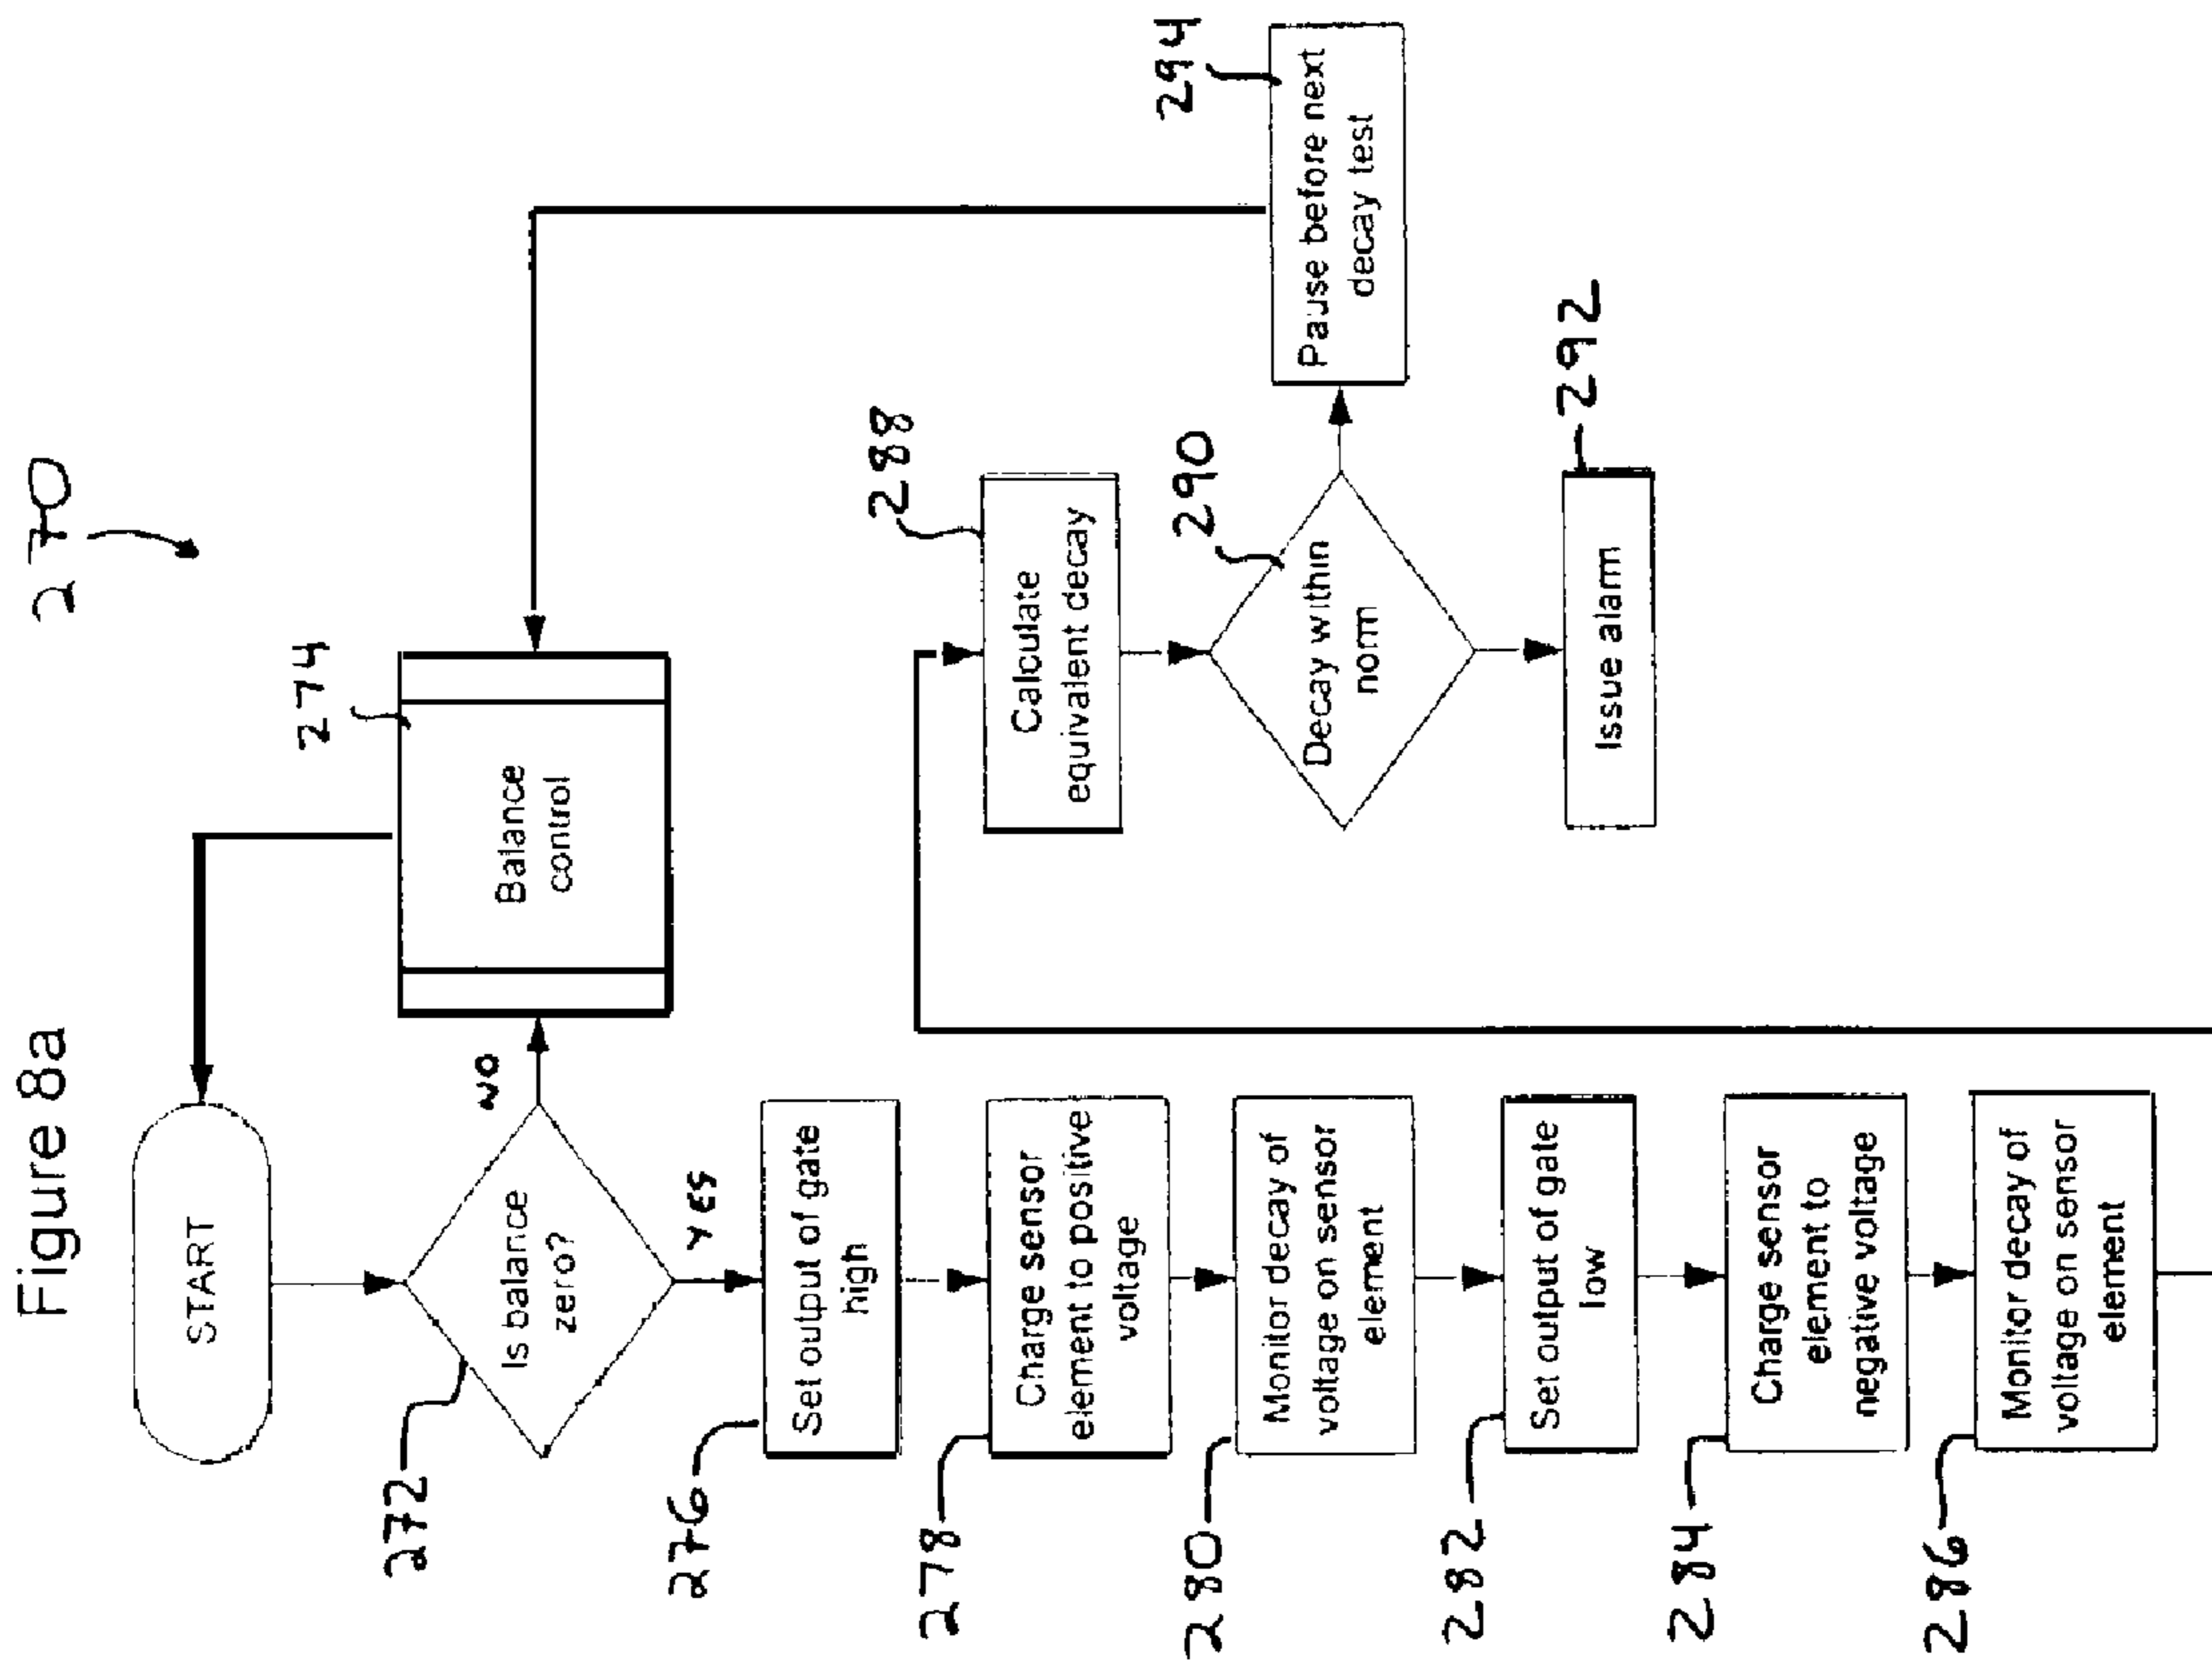 Figure 8a
270
START
272
Is balance
zero?
NO
YES
274
Balance
control
276
Set output of gate
high
278
Charge sensor
element to positive
voltage
280
Monitor decay of
voltage on sensor
element
282
Set output of gate
low
284
Charge sensor
element to
negative voltage
286
Monitor decay of
voltage on sensor
element
288
Calculate
equivalent decay
290
Decay within
norm
292
Issue alarm
294
Pause before next
decay test